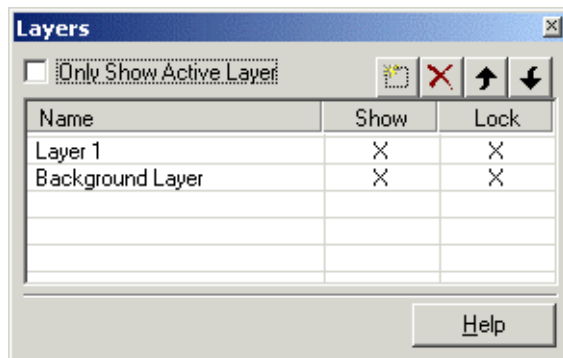 Layers
Only Show Active Layer
Name Show Lock
Layer 1 X X
Background Layer X X
Help